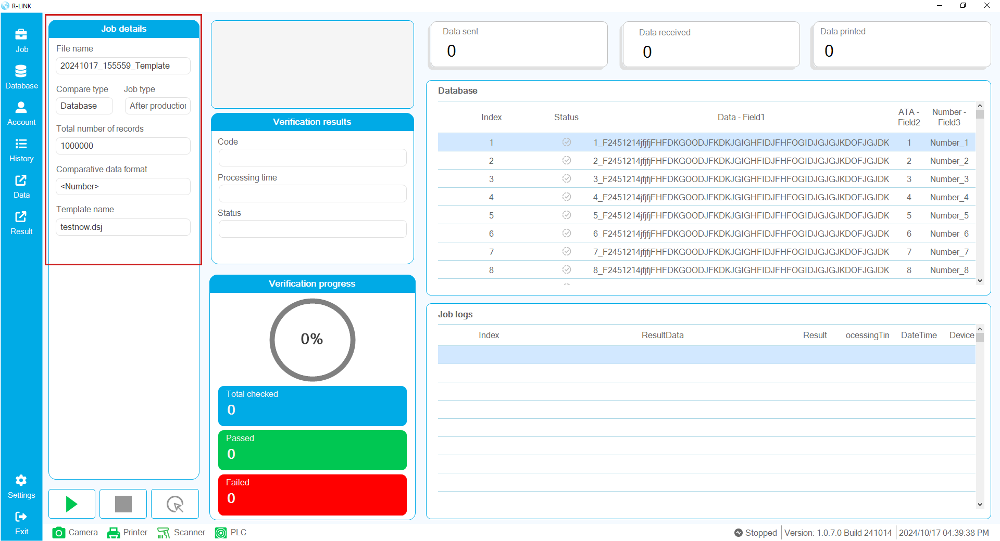 R-LINK
Job
Database
Account
History
Data
Result
Settings
Exit
Job details
File name
20241017_155559_Template
Compare type Job type
Database After production
Total number of records
1000000
Comparative data format
<Number>
Template name
testnow.dsj
Verification results
Code
Processing time
Status
Verification progress
0%
Total checked
0
Passed
0
Failed
0
Data sent
0
Data received
0
Data printed
0
Database
Index Status Data - Field1 ATA - Field2 Number - Field3
1 1_F2451214jfjfjFHFDKGOODJFKDKJGIGHFIDJFHFOGIDJGJGJKDOFJGJDK 1 Number_1
2 2_F2451214jfjfjFHFDKGOODJFKDKJGIGHFIDJFHFOGIDJGJGJKDOFJGJDK 2 Number_2
3 3_F2451214jfjfjFHFDKGOODJFKDKJGIGHFIDJFHFOGIDJGJGJKDOFJGJDK 3 Number_3
4 4_F2451214jfjfjFHFDKGOODJFKDKJGIGHFIDJFHFOGIDJGJGJKDOFJGJDK 4 Number_4
5 5_F2451214jfjfjFHFDKGOODJFKDKJGIGHFIDJFHFOGIDJGJGJKDOFJGJDK 5 Number_5
6 6_F2451214jfjfjFHFDKGOODJFKDKJGIGHFIDJFHFOGIDJGJGJKDOFJGJDK 6 Number_6
7 7_F2451214jfjfjFHFDKGOODJFKDKJGIGHFIDJFHFOGIDJGJGJKDOFJGJDK 7 Number_7
8 8_F2451214jfjfjFHFDKGOODJFKDKJGIGHFIDJFHFOGIDJGJGJKDOFJGJDK 8 Number_8
Job logs
Index ResultData Result ocessingTin DateTime Device
Camera Printer Scanner PLC
Stopped Version: 1.0.7.0 Build 241014 2024/10/17 04:39:38 PM